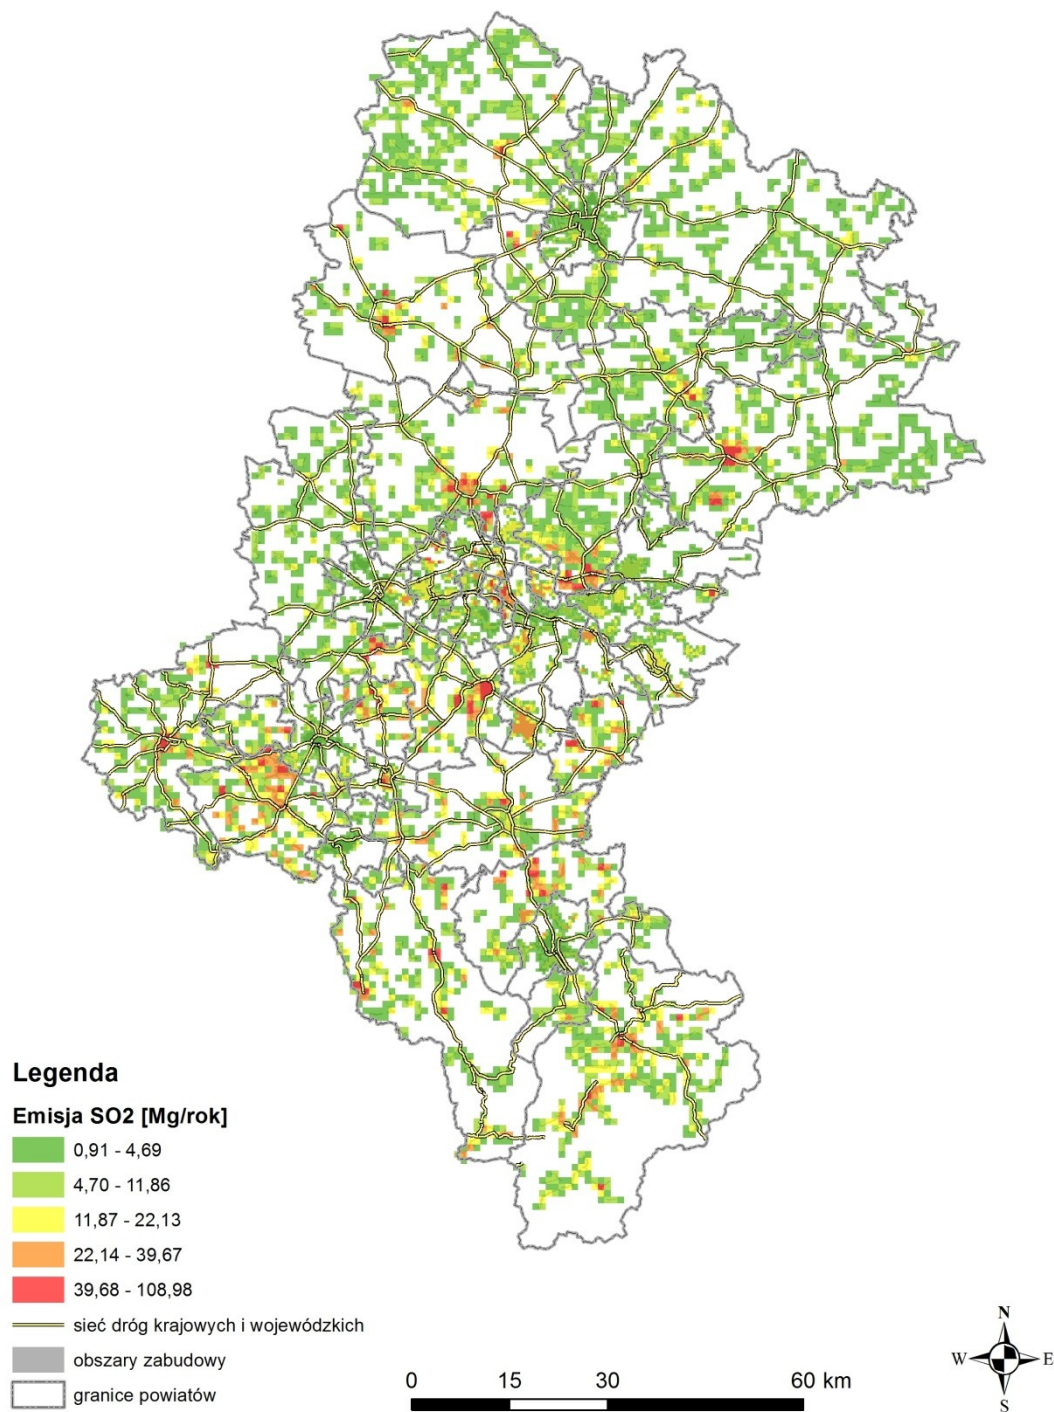 Legenda
Emisja SO2 [Mg/rok]
0,91 - 4,69
4,70 - 11,86
11,87 - 22,13
22,14 - 39,67
39,68 - 108,98
sieć dróg krajowych i wojewódzkich
obszary zabudowy
granice powiatów
0 15 30 60 km
N
W E
S